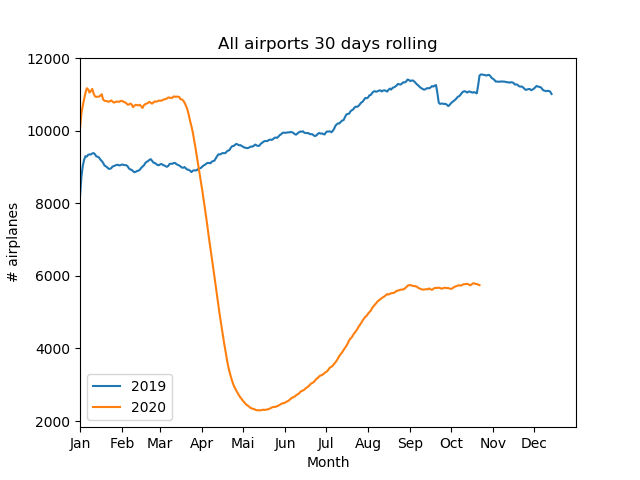 All airports 30 days rolling
12000
10000
8000
6000
4000
2000
# airplanes
2019
2020
Jan Feb Mar Apr Mai Jun Jul Aug Sep Oct Nov Dec
Month